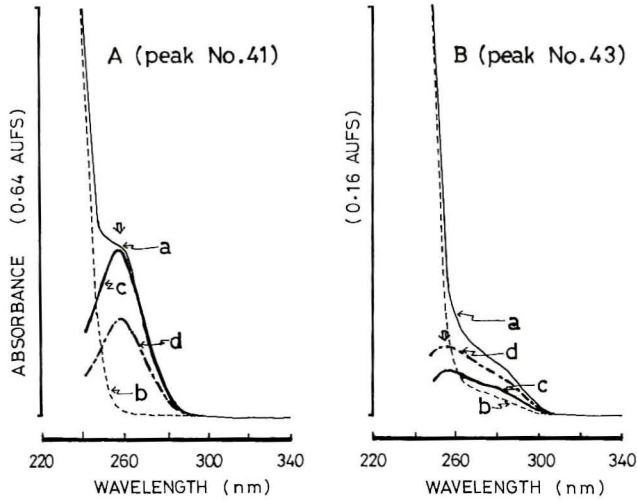 A (peak No.41)
ABSORBANCE (0.64 AUFS)
a
c
d
b
220 260 300 340
WAVELENGTH (nm)
B (peak No.43)
(0.16 AUFS)
a
d
c
b
220 260 300 340
WAVELENGTH (nm)